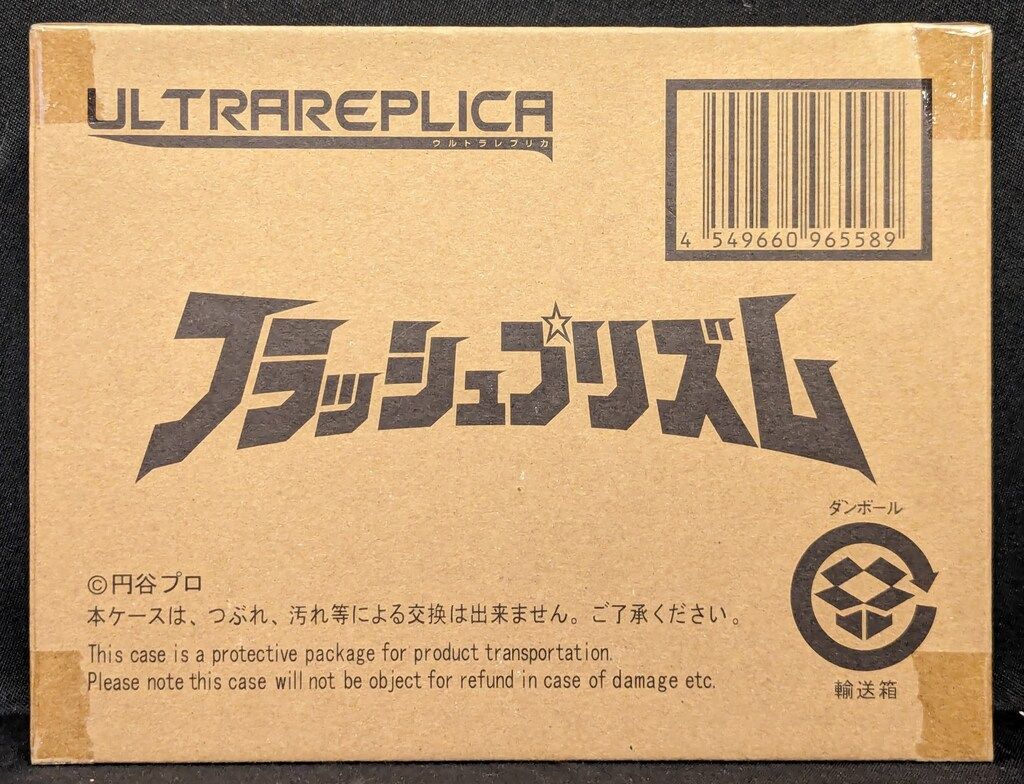 ULTRAREPLICA
ウルトラレプリカ
4 549660 965589
フラッシュプリズム
ダンボール
©円谷プロ
本ケースは、つぶれ、汚れ等による交換は出来ません。ご了承ください。
This case is a protective package for product transportation.
Please note this case will not be object for refund in case of damage etc.
輸送箱